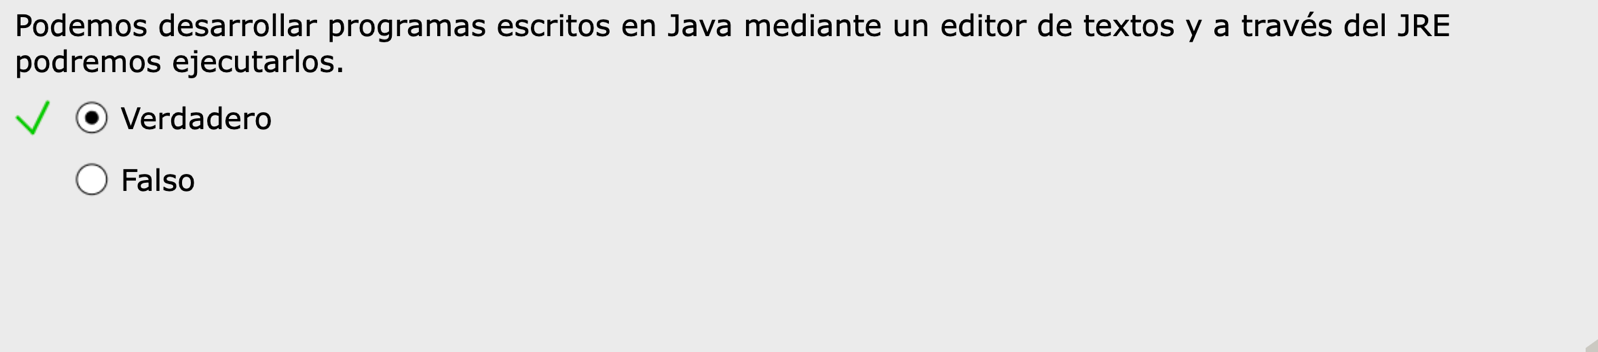 Podemos desarrollar programas escritos en Java mediante un editor de textos y a través del JRE
podremos ejecutarlos.
Verdadero
Falso